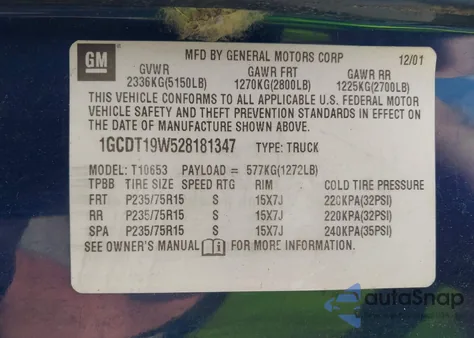 GM
MFD BY GENERAL MOTORS CORP 12/01
GVWR GAWR FRT GAWR RR
2336KG(5150LB) 1270KG(2800LB) 1225KG(2700LB)
THIS VEHICLE CONFORMS TO ALL APPLICABLE U.S. FEDERAL MOTOR
VEHICLE SAFETY AND THEFT PREVENTION STANDARDS IN EFFECT
ON THE DATE OF MANUFACTURE SHOWN ABOVE.
1GCDT19W528181347 TYPE: TRUCK
MODEL: T10653 PAYLOAD = 577KG(1272LB)
TPBB TIRE SIZE SPEED RTG RIM COLD TIRE PRESSURE
FRT P235/75R15 S 15X7J 220KPA(32PSI)
RR P235/75R15 S 15X7J 220KPA(32PSI)
SPA P235/75R15 S 15X7J 240KPA(35PSI)
SEE OWNER'S MANUAL FOR MORE INFORMATION.
autoSnap